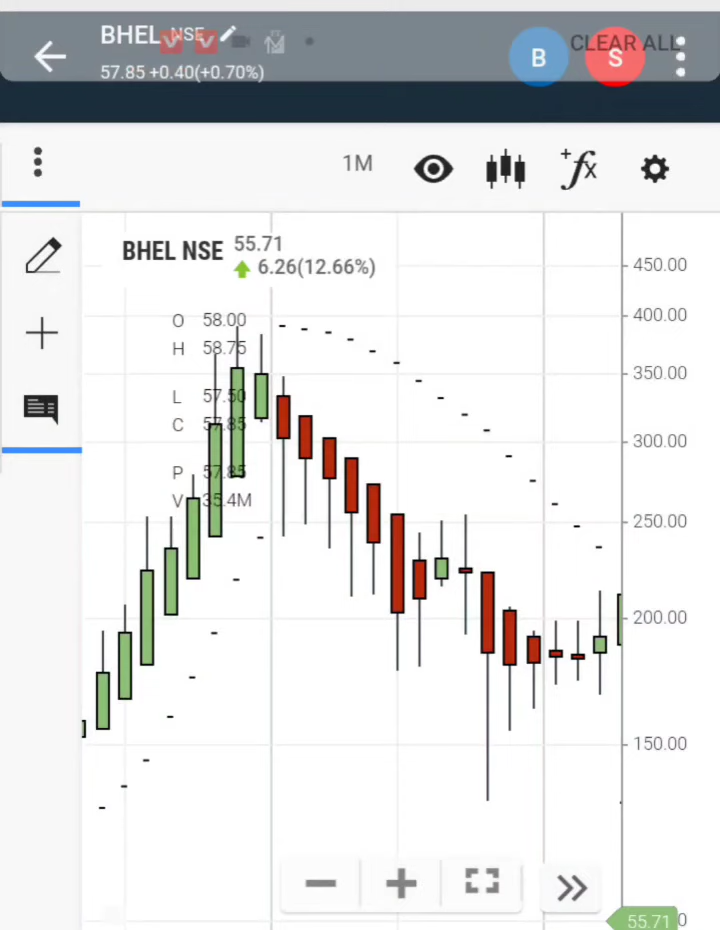 BHEL NSE
CLEAR ALL
57.85 +0.40(+0.70%)
B
S
1M
+fx
BHEL NSE 55.71
6.26(12.66%)
O 58.00
H 58.75
L 57.50
C 57.85
P 57.85
V 35.4M
450.00
400.00
350.00
300.00
250.00
200.00
150.00
55.71
0